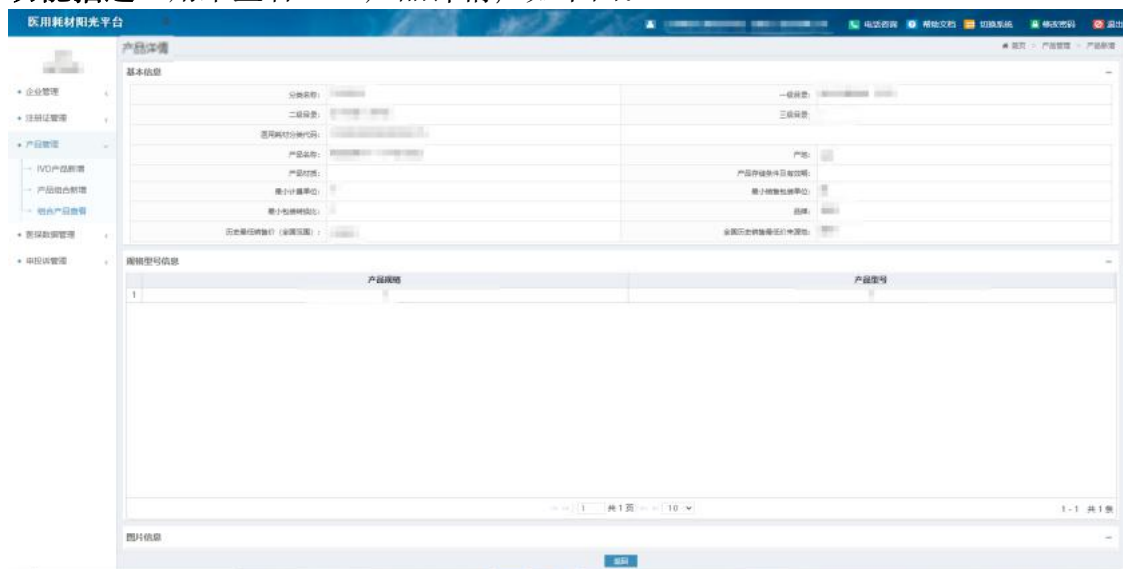 医用耗材阳光平台
电话咨询 帮助文档 切换系统 修改密码 退出
产品详情
首页 > 产品管理 > 产品新增
基本信息
企业管理
注册证管理
产品管理
IVD产品新增
产品组合新增
组合产品查看
医保数据管理
申投诉管理
分类名称: 一级目录:
二级目录: 三级目录:
医用耗材分类代码:
产品名称: 产地:
产品材质: 产品存储条件及有效期:
最小计量单位: 最小销售包装单位:
最小包装转换比: 品牌:
历史最低销售价（全国范围）: 全国历史销售最低价来源地:
规格型号信息
产品规格 产品型号
1
1 共1页 10
1-1 共1条
图片信息
返回